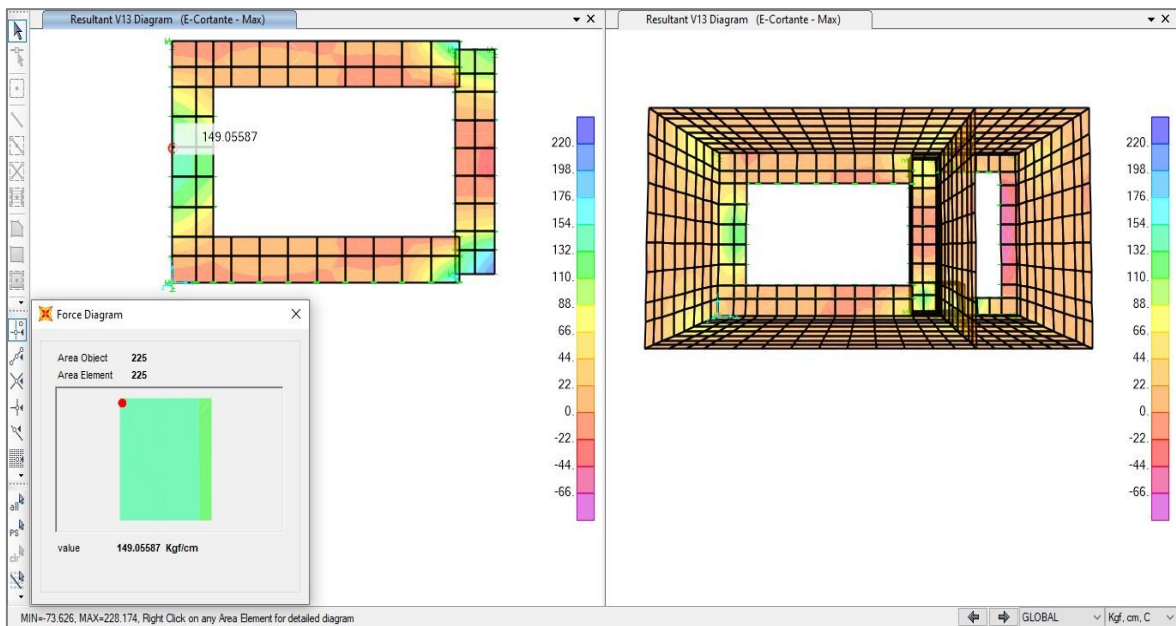 Resultant V13 Diagram (E-Cortante - Max)
149.05587
220.
198.
176.
154.
132.
110.
88.
66.
44.
22.
0.
-22.
-44.
-66.
Force Diagram
Area Object 225
Area Element 225
value 149.05587 Kgf/cm
Resultant V13 Diagram (E-Cortante - Max)
220.
198.
176.
154.
132.
110.
88.
66.
44.
22.
0.
-22.
-44.
-66.
all
PS
clr
MIN=-73.626, MAX=228.174, Right Click on any Area Element for detailed diagram
GLOBAL
Kgf, cm, C